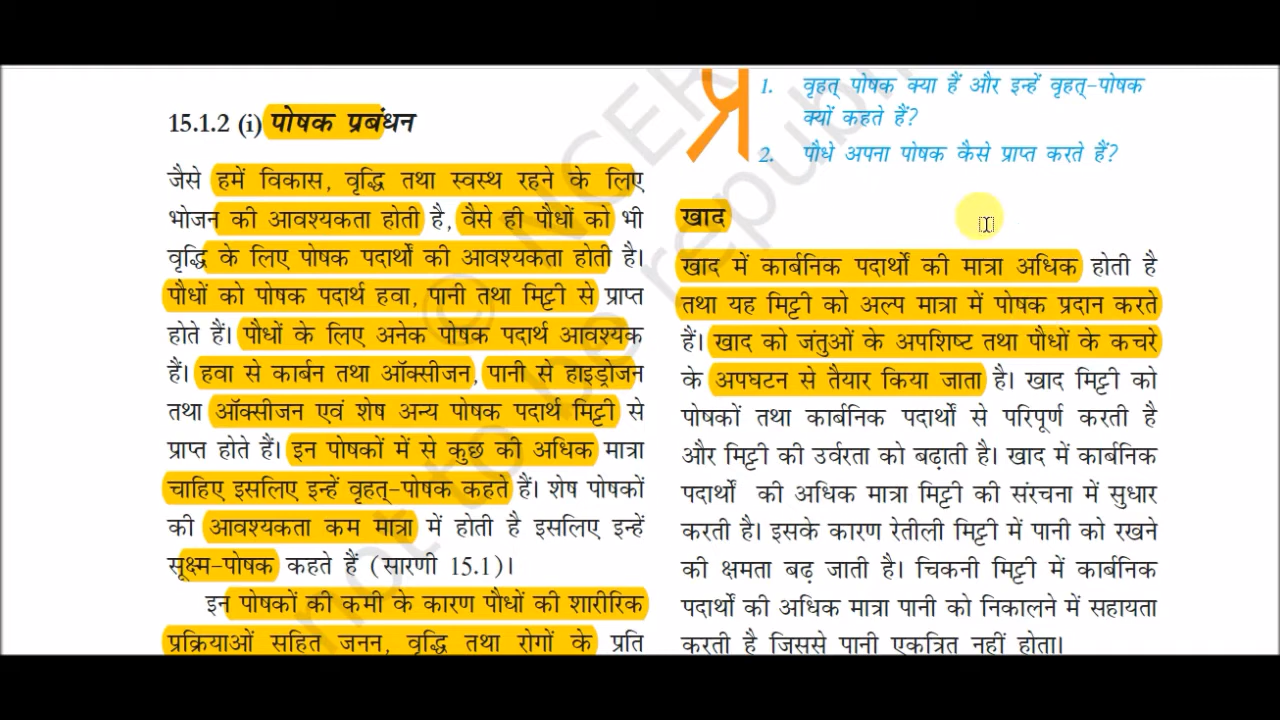 15.1.2 (i) पोषक प्रबंधन
जैसे हमें विकास, वृद्धि तथा स्वस्थ रहने के लिए
भोजन की आवश्यकता होती है, वैसे ही पौधों को भी
वृद्धि के लिए पोषक पदार्थों की आवश्यकता होती है।
पौधों को पोषक पदार्थ हवा, पानी तथा मिट्टी से प्राप्त
होते हैं। पौधों के लिए अनेक पोषक पदार्थ आवश्यक
हैं। हवा से कार्बन तथा ऑक्सीजन, पानी से हाइड्रोजन
तथा ऑक्सीजन एवं शेष अन्य पोषक पदार्थ मिट्टी से
प्राप्त होते हैं। इन पोषकों में से कुछ की अधिक मात्रा
चाहिए इसलिए इन्हें वृहत्-पोषक कहते हैं। शेष पोषकों
की आवश्यकता कम मात्रा में होती है इसलिए इन्हें
सूक्ष्म-पोषक कहते हैं (सारणी 15.1)।
इन पोषकों की कमी के कारण पौधों की शारीरिक
प्रक्रियाओं सहित जनन, वृद्धि तथा रोगों के प्रति
प्र
1. वृहत् पोषक क्या हैं और इन्हें वृहत्-पोषक
क्यों कहते हैं?
2. पौधे अपना पोषक कैसे प्राप्त करते हैं?
खाद
खाद में कार्बनिक पदार्थों की मात्रा अधिक होती है
तथा यह मिट्टी को अल्प मात्रा में पोषक प्रदान करते
हैं। खाद को जंतुओं के अपशिष्ट तथा पौधों के कचरे
के अपघटन से तैयार किया जाता है। खाद मिट्टी को
पोषकों तथा कार्बनिक पदार्थों से परिपूर्ण करती है
और मिट्टी की उर्वरता को बढ़ाती है। खाद में कार्बनिक
पदार्थों की अधिक मात्रा मिट्टी की संरचना में सुधार
करती है। इसके कारण रेतीली मिट्टी में पानी को रखने
की क्षमता बढ़ जाती है। चिकनी मिट्टी में कार्बनिक
पदार्थों की अधिक मात्रा पानी को निकालने में सहायता
करती है जिससे पानी एकत्रित नहीं होता।
© NCER
not to be republi